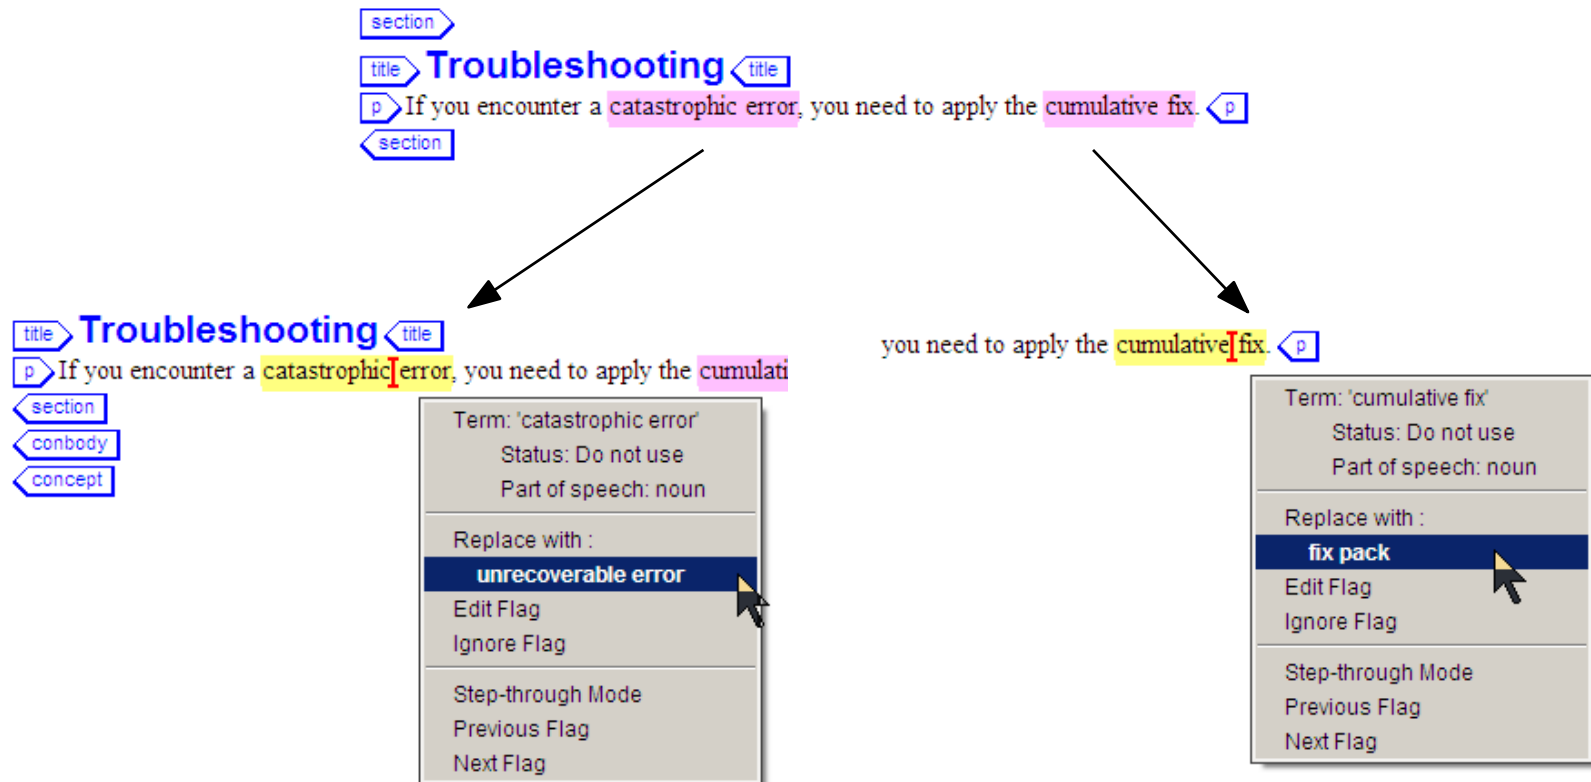 section
title Troubleshooting title
p If you encounter a catastrophic error, you need to apply the cumulative fix. p
section
title Troubleshooting title
p If you encounter a catastrophic error, you need to apply the cumulati
section
conbody
concept
Term: 'catastrophic error'
Status: Do not use
Part of speech: noun
Replace with :
unrecoverable error
Edit Flag
Ignore Flag
Step-through Mode
Previous Flag
Next Flag
you need to apply the cumulative fix. p
Term: 'cumulative fix'
Status: Do not use
Part of speech: noun
Replace with :
fix pack
Edit Flag
Ignore Flag
Step-through Mode
Previous Flag
Next Flag